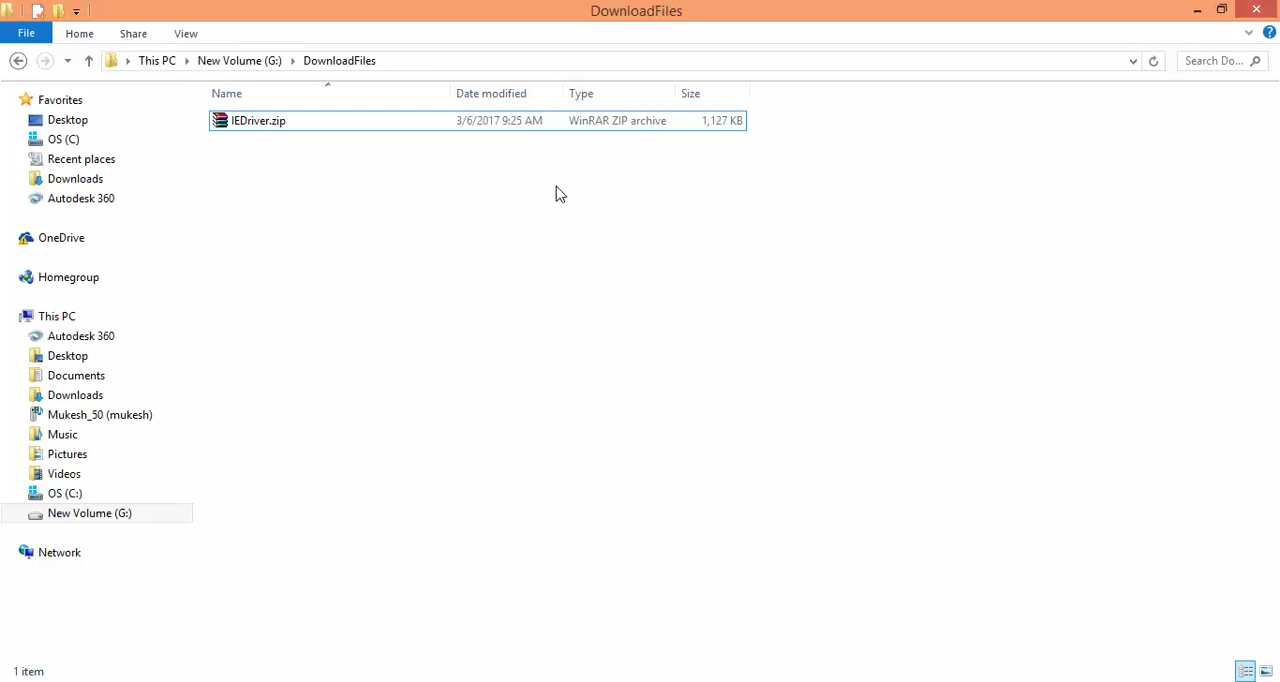 DownloadFiles
File Home Share View
This PC New Volume (G:) DownloadFiles Search Do...
Name Date modified Type Size
IEDriver.zip 3/6/2017 9:25 AM WinRAR ZIP archive 1,127 KB
Favorites
Desktop
OS (C)
Recent places
Downloads
Autodesk 360
OneDrive
Homegroup
This PC
Autodesk 360
Desktop
Documents
Downloads
Mukesh_50 (mukesh)
Music
Pictures
Videos
OS (C:)
New Volume (G:)
Network
1 item